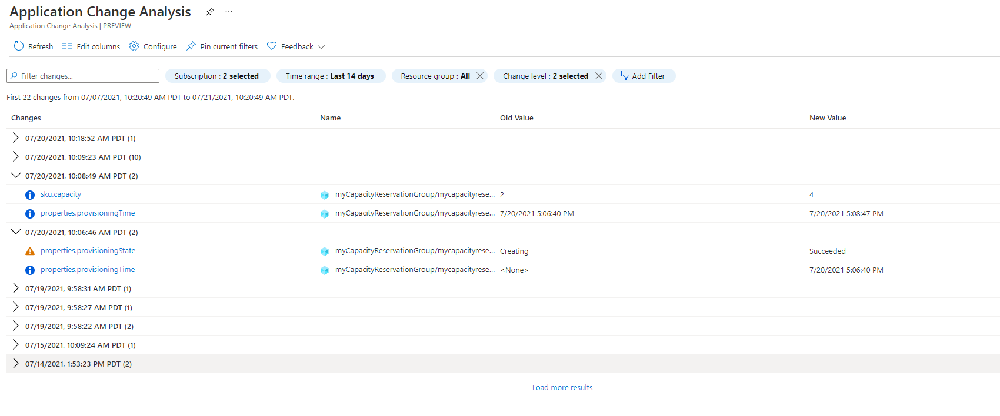 Application Change Analysis ...
Application Change Analysis | PREVIEW
Refresh Edit columns Configure Pin current filters Feedback
Filter changes... Subscription : 2 selected Time range : Last 14 days Resource group : All Change level : 2 selected Add Filter
First 22 changes from 07/07/2021, 10:20:49 AM PDT to 07/21/2021, 10:20:49 AM PDT.
Changes Name Old Value New Value
07/20/2021, 10:18:52 AM PDT (1)
07/20/2021, 10:09:23 AM PDT (10)
07/20/2021, 10:08:49 AM PDT (2)
sku.capacity myCapacityReservationGroup/mycapacityrese... 2 4
properties.provisioningTime myCapacityReservationGroup/mycapacityrese... 7/20/2021 5:06:40 PM 7/20/2021 5:08:47 PM
07/20/2021, 10:06:46 AM PDT (2)
properties.provisioningState myCapacityReservationGroup/mycapacityrese... Creating Succeeded
properties.provisioningTime myCapacityReservationGroup/mycapacityrese... <None> 7/20/2021 5:06:40 PM
07/19/2021, 9:58:31 AM PDT (1)
07/19/2021, 9:58:27 AM PDT (1)
07/19/2021, 9:58:22 AM PDT (2)
07/15/2021, 10:09:24 AM PDT (1)
07/14/2021, 1:53:23 PM PDT (2)
Load more results